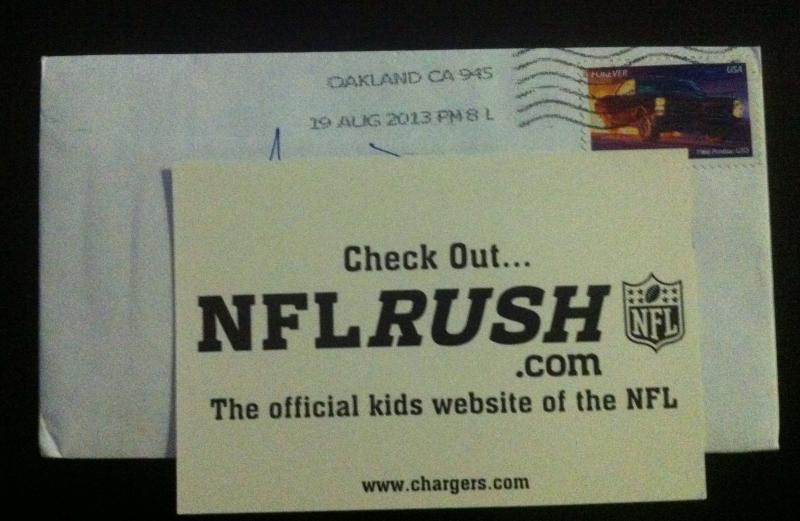 OAKLAND CA 945
19 AUG 2013 PM 8 L
FOREVER
USA
Check Out...
NFLRUSH
.com
NFL
The official kids website of the NFL
www.chargers.com